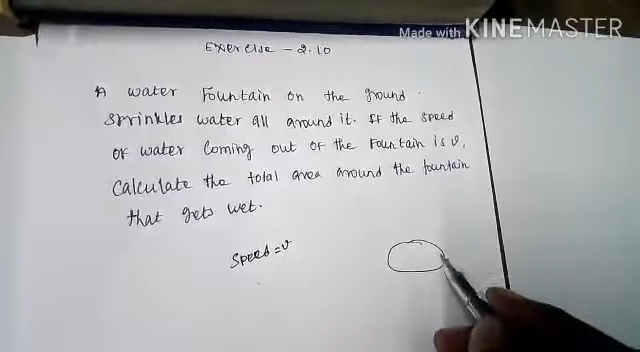 Made with KINEMASTER
Exercise - 2.10
A water Fountain on the ground
Sprinkles water all around it. If the speed
of water Coming out of the Fountain is v,
Calculate the total area around the fountain
that gets wet.
Speed = v